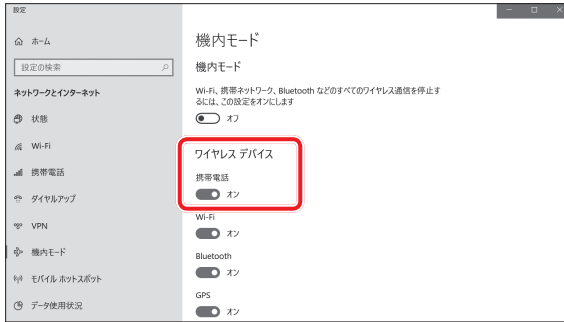 設定
ホーム
設定の検索
ネットワークとインターネット
状態
Wi-Fi
携帯電話
ダイヤルアップ
VPN
機内モード
モバイル ホットスポット
データ使用状況
機内モード
機内モード
Wi-Fi、携帯ネットワーク、Bluetooth などのすべてのワイヤレス通信を停止す
るには、この設定をオンにします
オフ
ワイヤレス デバイス
携帯電話
オン
Wi-Fi
オン
Bluetooth
オン
GPS
オン